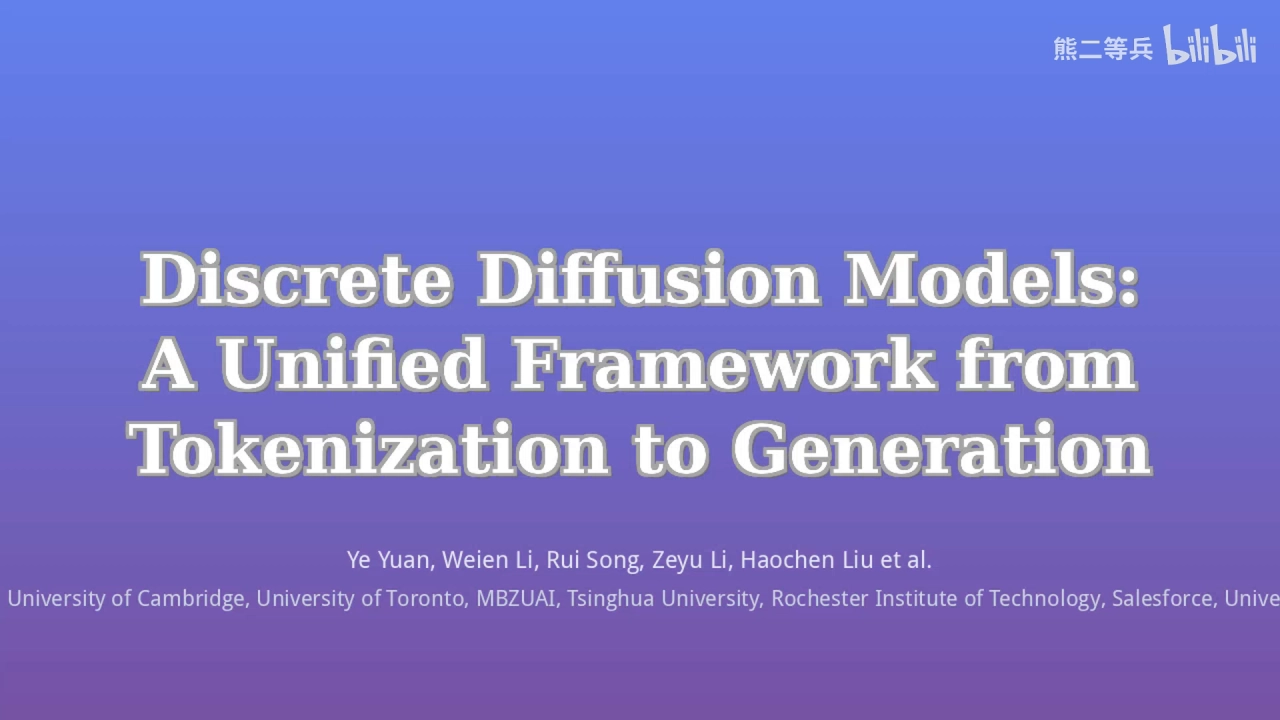 熊二等兵 bilibili
Discrete Diffusion Models:
A Unified Framework from
Tokenization to Generation
Ye Yuan, Weien Li, Rui Song, Zeyu Li, Haochen Liu et al.
University of Cambridge, University of Toronto, MBZUAI, Tsinghua University, Rochester Institute of Technology, Salesforce, Unive